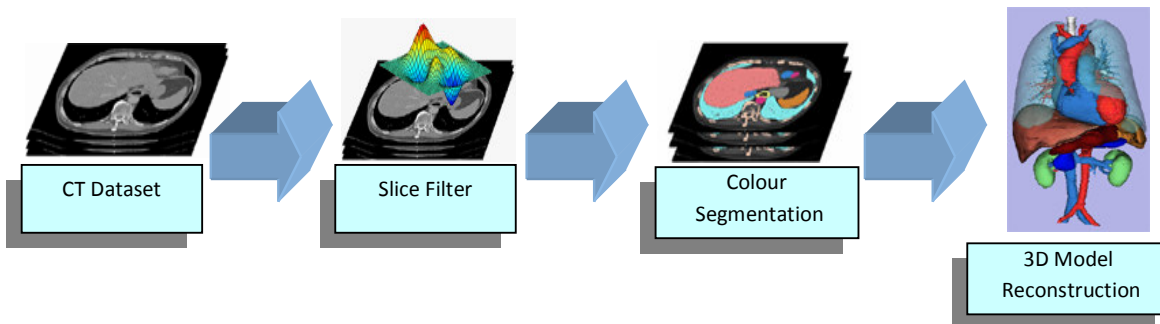 CT Dataset
Slice Filter
Colour
Segmentation
3D Model
Reconstruction